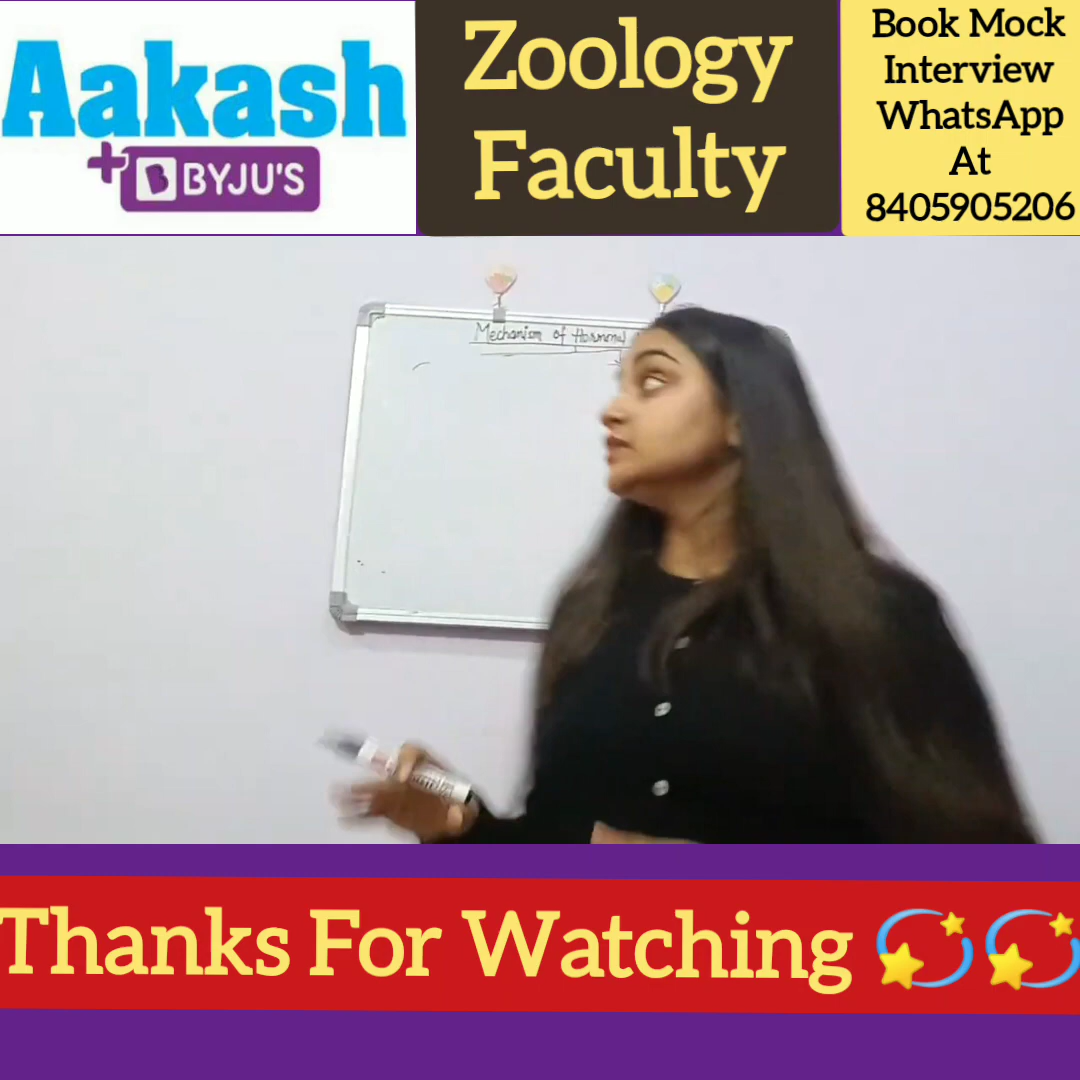 Aakash
+ BYJU'S
Zoology
Faculty
Book Mock
Interview
WhatsApp
At
8405905206
Mechanism of
Thanks For Watching 💫💫